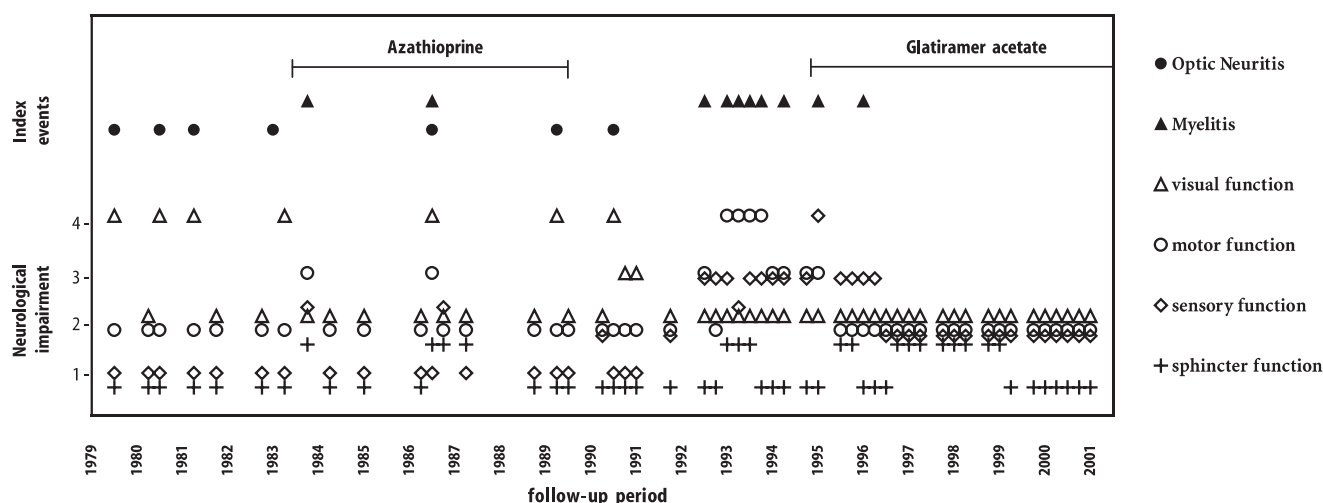 Azathioprine
Glatiramer acetate
Index
events
Neurological
impairment
4
3
2
1
1979
1980
1981
1982
1983
1984
1985
1986
1987
1988
1989
1990
1991
1992
1993
1994
1995
1996
1997
1998
1999
2000
2001
follow-up period
Optic Neuritis
Myelitis
visual function
motor function
sensory function
sphincter function